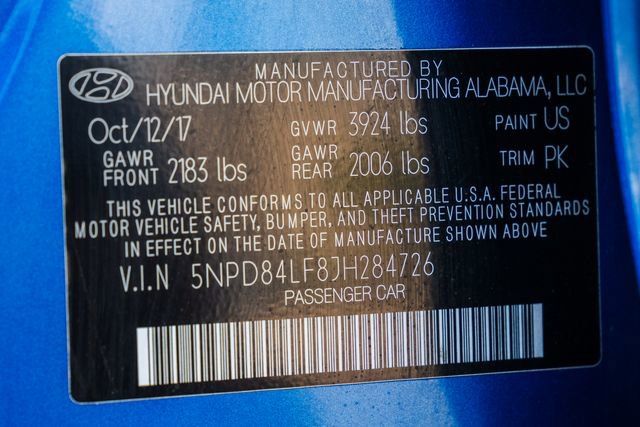 MANUFACTURED BY
HYUNDAI MOTOR MANUFACTURING ALABAMA, LLC
Oct/12/17 GVWR 3924 lbs PAINT US
GAWR FRONT 2183 lbs GAWR REAR 2006 lbs TRIM PK
THIS VEHICLE CONFORMS TO ALL APPLICABLE U.S.A. FEDERAL
MOTOR VEHICLE SAFETY, BUMPER, AND THEFT PREVENTION STANDARDS
IN EFFECT ON THE DATE OF MANUFACTURE SHOWN ABOVE
V.I.N 5NPD84LF8JH284726
PASSENGER CAR